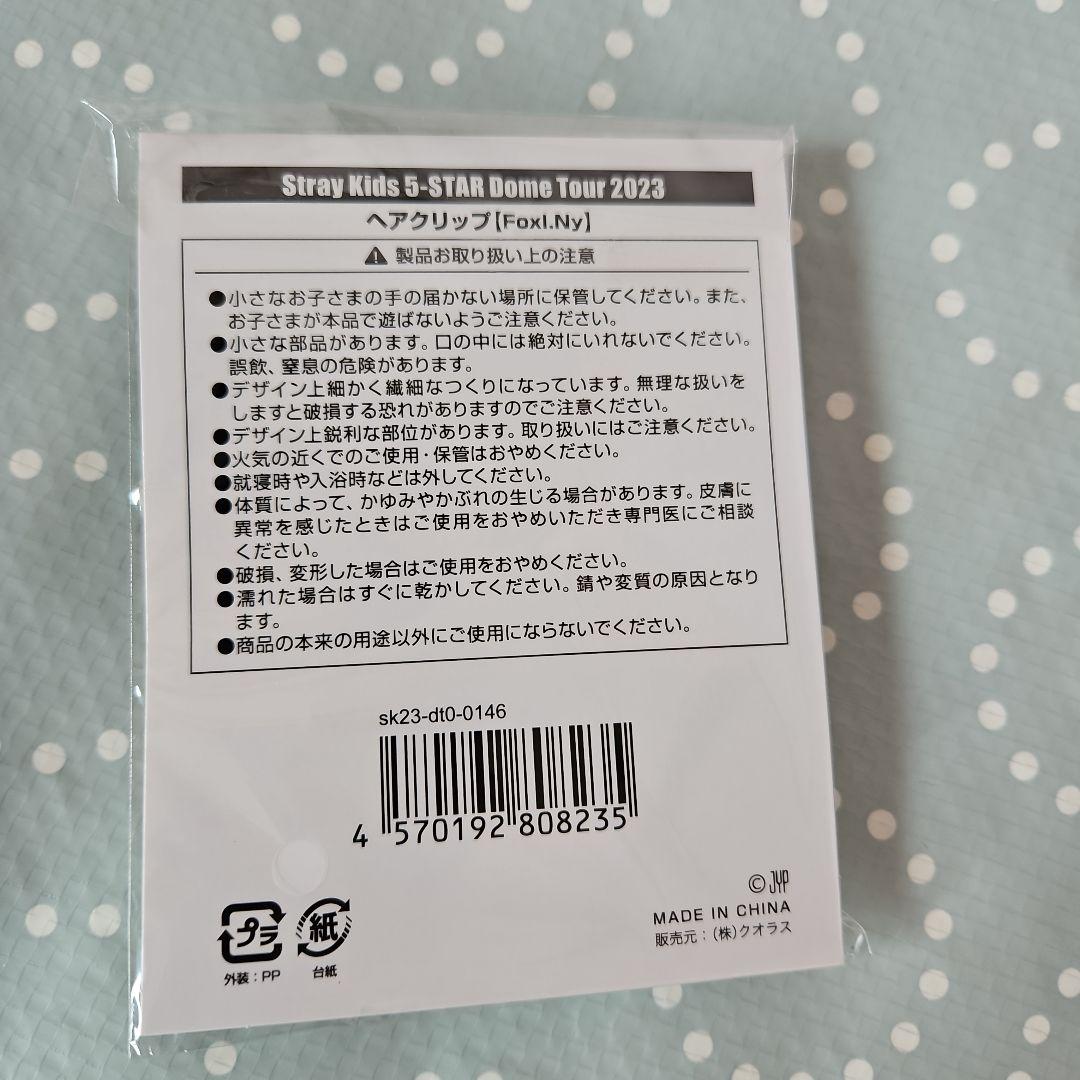 Stray Kids 5-STAR Dome Tour 2023
ヘアクリップ【FoxI.Ny】
製品お取り扱い上の注意
●小さなお子さまの手の届かない場所に保管してください。また、
お子さまが本品で遊ばないようご注意ください。
●小さな部品があります。口の中には絶対にいれないでください。
誤飲、窒息の危険があります。
●デザイン上細かく繊細なつくりになっています。無理な扱いを
しますと破損する恐れがありますのでご注意ください。
●デザイン上鋭利な部位があります。取り扱いにはご注意ください。
●火気の近くでのご使用・保管はおやめください。
●就寝時や入浴時などは外してください。
●体質によって、かゆみやかぶれの生じる場合があります。皮膚に
異常を感じたときはご使用をおやめいただき専門医にご相談
ください。
●破損、変形した場合はご使用をおやめください。
●濡れた場合はすぐに乾かしてください。錆や変質の原因となり
ます。
●商品の本来の用途以外にご使用にならないでください。
sk23-dt0-0146
4 570192 808235
©JYP
MADE IN CHINA
販売元：(株)クオラス
プラ
紙
外装：PP
台紙